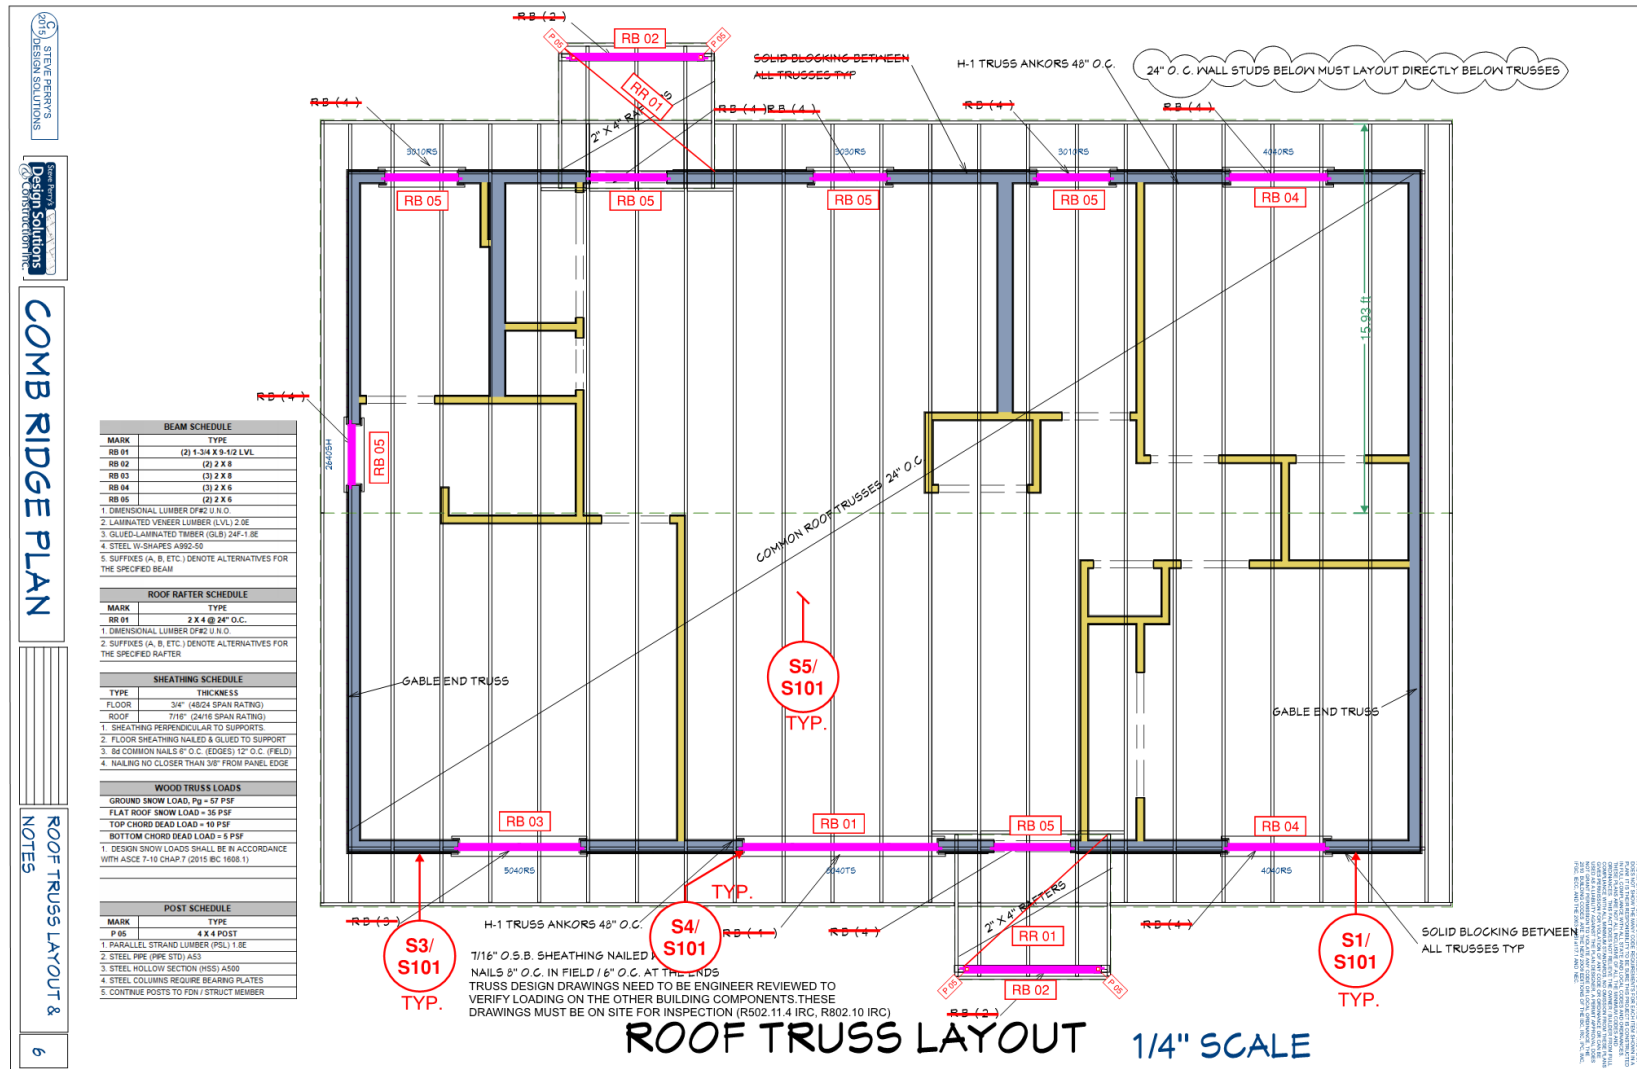 © 2015 STEVE PERRY'S
DESIGN SOLUTIONS
Steve Perry's
Design Solutions
& Construction Inc.
COMB RIDGE PLAN
ROOF TRUSS LAYOUT &
NOTES
6
RB (2)
P 05
RB 02
P 05
RR 01
2" X 4" RAFTERS
SOLID BLOCKING BETWEEN
ALL TRUSSES TYP
H-1 TRUSS ANKORS 48" O.C.
24" O. C. WALL STUDS BELOW MUST LAYOUT DIRECTLY BELOW TRUSSES
RB (4)
RB (4)
RB (4)
RB (4)
RB (4)
3010RS
3030RS
3010RS
4040RS
RB 05
RB 05
RB 05
RB 05
RB 04
15.93 ft
RB (4)
2640SH
RB 05
COMMON ROOF TRUSSES 24" O.C.
GABLE END TRUSS
S5/
S101
TYP.
GABLE END TRUSS
BEAM SCHEDULE
MARK TYPE
RB 01 (2) 1-3/4 X 9-1/2 LVL
RB 02 (2) 2 X 8
RB 03 (3) 2 X 8
RB 04 (3) 2 X 6
RB 05 (2) 2 X 6
1. DIMENSIONAL LUMBER DF#2 U.N.O.
2. LAMINATED VENEER LUMBER (LVL) 2.0E
3. GLUED-LAMINATED TIMBER (GLB) 24F-1.8E
4. STEEL W-SHAPES A992-50
5. SUFFIXES (A, B, ETC.) DENOTE ALTERNATIVES FOR
THE SPECIFIED BEAM
ROOF RAFTER SCHEDULE
MARK TYPE
RR 01 2 X 4 @ 24" O.C.
1. DIMENSIONAL LUMBER DF#2 U.N.O.
2. SUFFIXES (A, B, ETC.) DENOTE ALTERNATIVES FOR
THE SPECIFIED RAFTER
SHEATHING SCHEDULE
TYPE THICKNESS
FLOOR 3/4" (48/24 SPAN RATING)
ROOF 7/16" (24/16 SPAN RATING)
1. SHEATHING PERPENDICULAR TO SUPPORTS.
2. FLOOR SHEATHING NAILED & GLUED TO SUPPORT
3. 8d COMMON NAILS 6" O.C. (EDGES) 12" O.C. (FIELD)
4. NAILING NO CLOSER THAN 3/8" FROM PANEL EDGE
WOOD TRUSS LOADS
GROUND SNOW LOAD, Pg = 57 PSF
FLAT ROOF SNOW LOAD = 35 PSF
TOP CHORD DEAD LOAD = 10 PSF
BOTTOM CHORD DEAD LOAD = 5 PSF
1. DESIGN SNOW LOADS SHALL BE IN ACCORDANCE
WITH ASCE 7-10 CHAP.7 (2015 IBC 1608.1)
POST SCHEDULE
MARK TYPE
P 05 4 X 4 POST
1. PARALLEL STRAND LUMBER (PSL) 1.8E
2. STEEL PIPE (PIPE STD) A53
3. STEEL HOLLOW SECTION (HSS) A500
4. STEEL COLUMNS REQUIRE BEARING PLATES
5. CONTINUE POSTS TO FDN / STRUCT MEMBER
RB 03
RB 01
RB 05
RB 04
5040RS
6040TS
4040RS
TYP.
2" X 4" RAFTERS
RB (3)
H-1 TRUSS ANKORS 48" O.C.
RB (1)
RB (4)
RB (4)
S3/
S101
TYP.
S4/
S101
RR 01
S1/
S101
TYP.
SOLID BLOCKING BETWEEN
ALL TRUSSES TYP
P 05
RB 02
P 05
RB (2)
7/16" O.S.B. SHEATHING NAILED
NAILS 8" O.C. IN FIELD / 6" O.C. AT THE ENDS
TRUSS DESIGN DRAWINGS NEED TO BE ENGINEER REVIEWED TO
VERIFY LOADING ON THE OTHER BUILDING COMPONENTS.THESE
DRAWINGS MUST BE ON SITE FOR INSPECTION (R502.11.4 IRC, R802.10 IRC)
ROOF TRUSS LAYOUT
1/4" SCALE